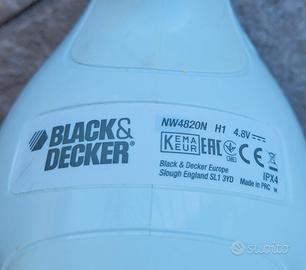 BLACK&
DECKER®
NW4820N H1 4.8V
KEMA
KEUR
EAC
CE
Black & Decker Europe
Slough England SL1 3YD
IPX4
Made in PRC
subito